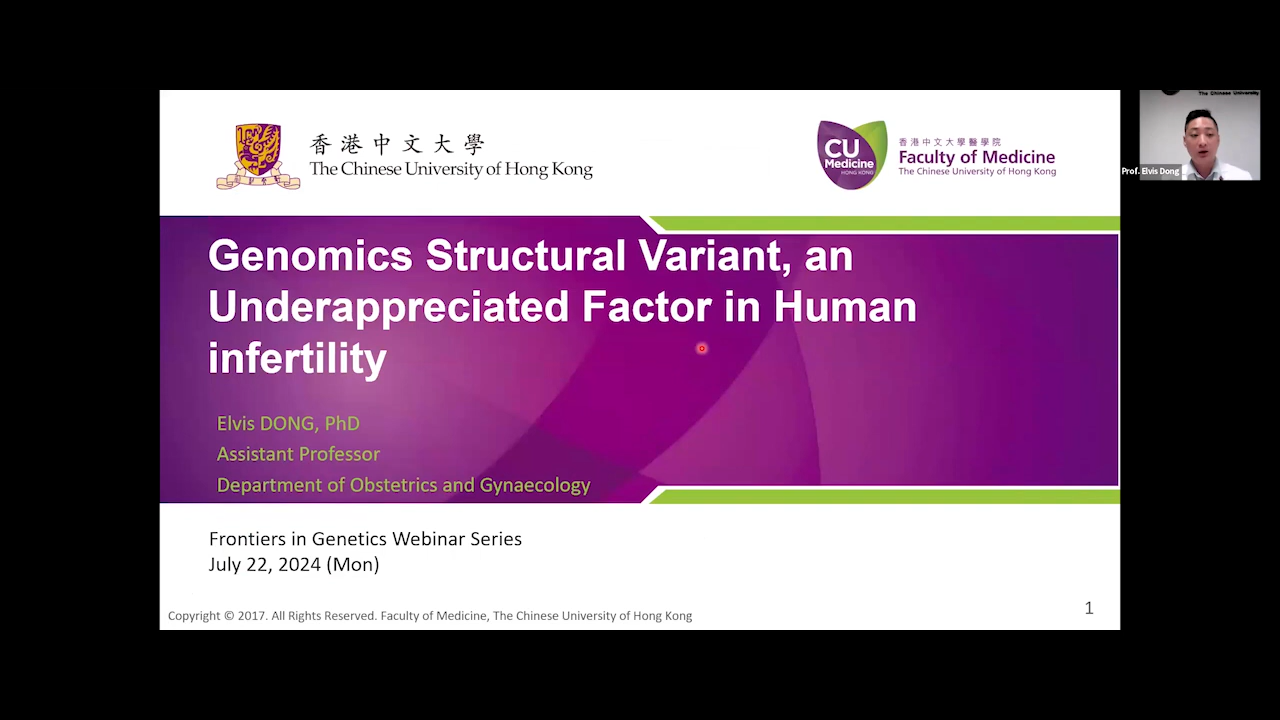 香港中文大學
The Chinese University of Hong Kong
CU
Medicine
HONG KONG
香港中文大學醫學院
Faculty of Medicine
The Chinese University of Hong Kong
The Chinese University
Prof. Elvis Dong
Genomics Structural Variant, an
Underappreciated Factor in Human
infertility
Elvis DONG, PhD
Assistant Professor
Department of Obstetrics and Gynaecology
Frontiers in Genetics Webinar Series
July 22, 2024 (Mon)
Copyright © 2017. All Rights Reserved. Faculty of Medicine, The Chinese University of Hong Kong
1